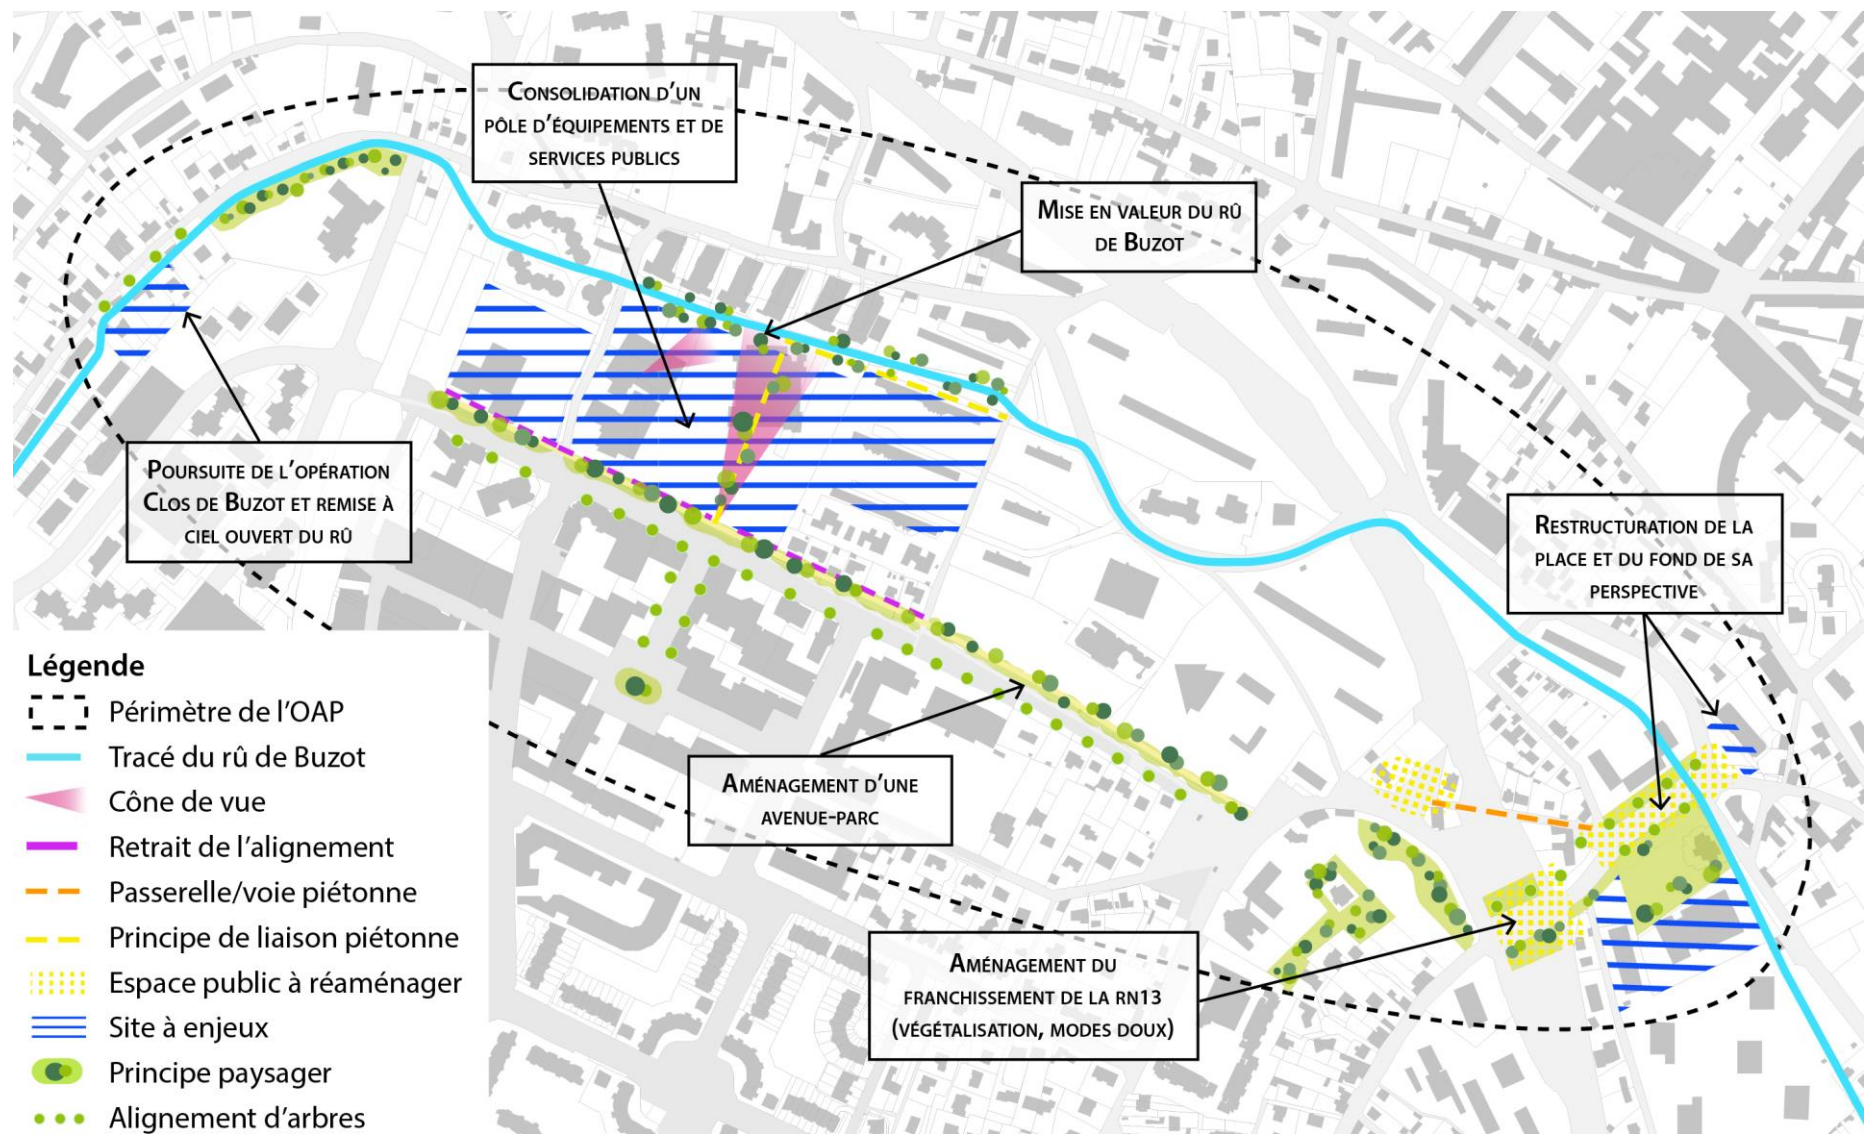 Consolidation d'un
pôle d'équipements et de
services publics
Mise en valeur du rû
de Buzot
Poursuite de l'opération
Clos de Buzot et remise à
ciel ouvert du rû
Restructuration de la
place et du fond de sa
perspective
Aménagement d'une
avenue-parc
Aménagement du
franchissement de la rn13
(végétalisation, modes doux)
Légende
Périmètre de l'OAP
Tracé du rû de Buzot
Cône de vue
Retrait de l'alignement
Passerelle/voie piétonne
Principe de liaison piétonne
Espace public à réaménager
Site à enjeux
Principe paysager
Alignement d'arbres